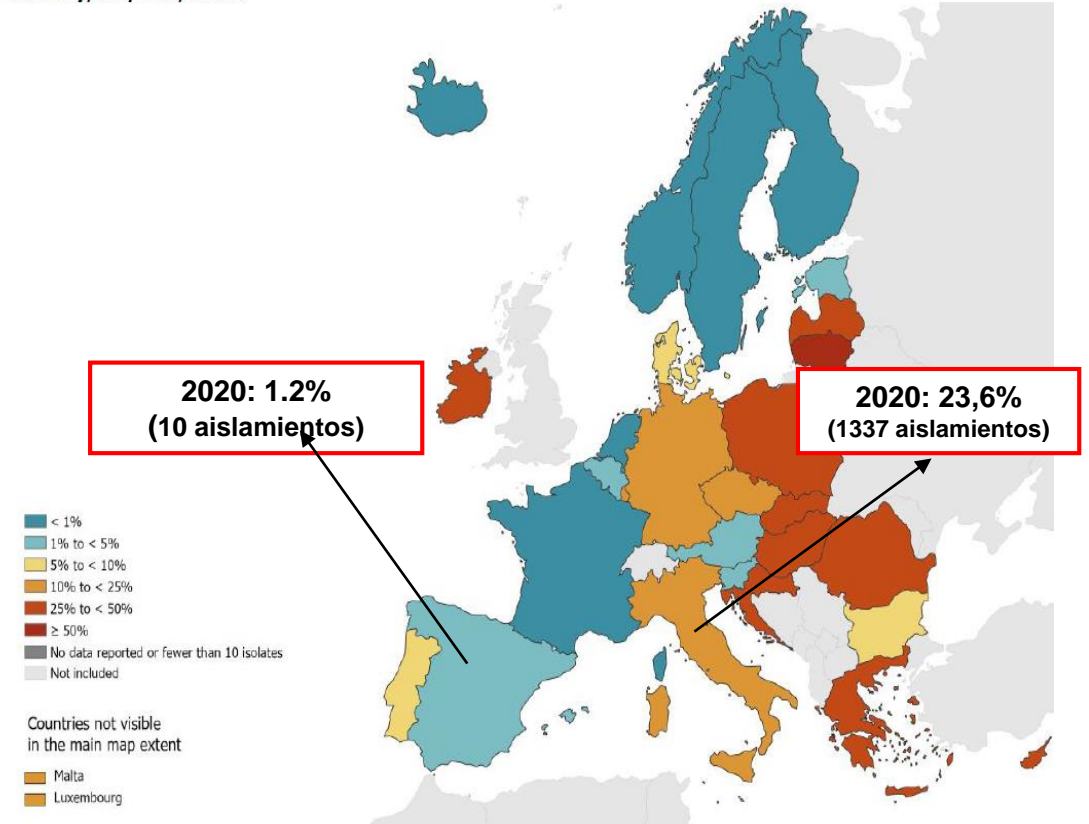 2020: 1.2%
(10 aislamientos)
2020: 23,6%
(1337 aislamientos)
< 1%
1% to < 5%
5% to < 10%
10% to < 25%
25% to < 50%
≥ 50%
No data reported or fewer than 10 isolates
Not included
Countries not visible
in the main map extent
Malta
Luxembourg